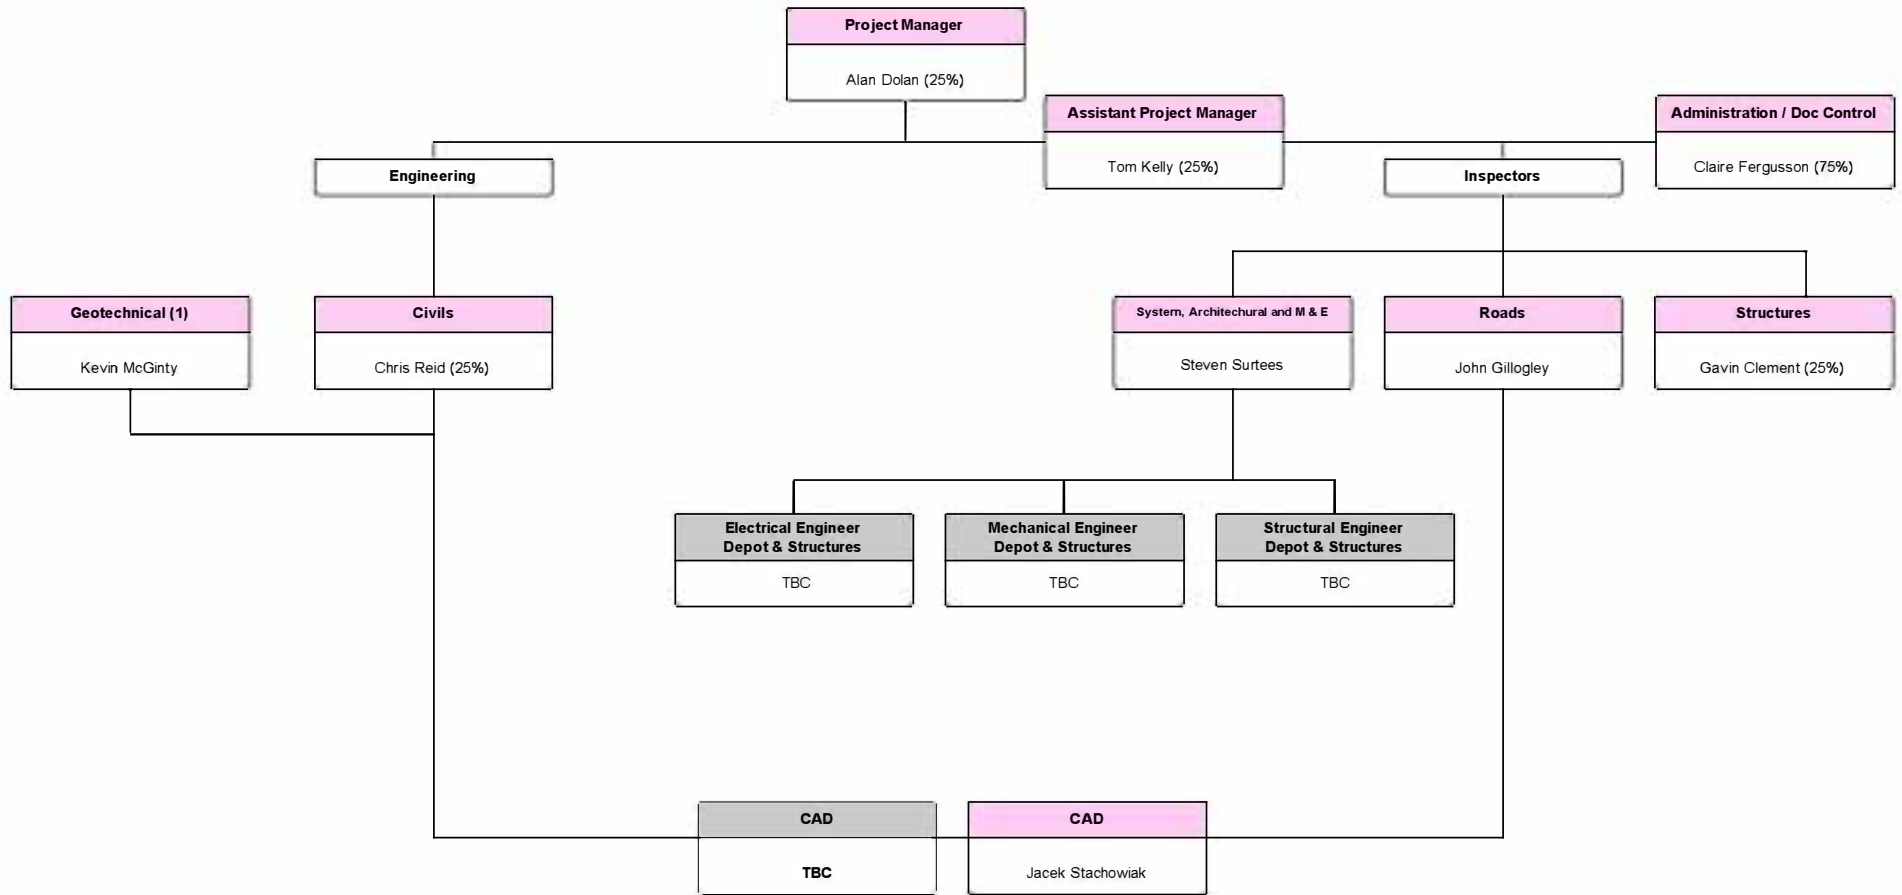 Project Manager
Alan Dolan (25%)
Assistant Project Manager
Tom Kelly (25%)
Administration / Doc Control
Claire Fergusson (75%)
Engineering
Inspectors
Geotechnical (1)
Kevin McGinty
Civils
Chris Reid (25%)
System, Architechural and M & E
Steven Surtees
Roads
John Gillogley
Structures
Gavin Clement (25%)
Electrical Engineer
Depot & Structures
TBC
Mechanical Engineer
Depot & Structures
TBC
Structural Engineer
Depot & Structures
TBC
CAD
TBC
CAD
Jacek Stachowiak